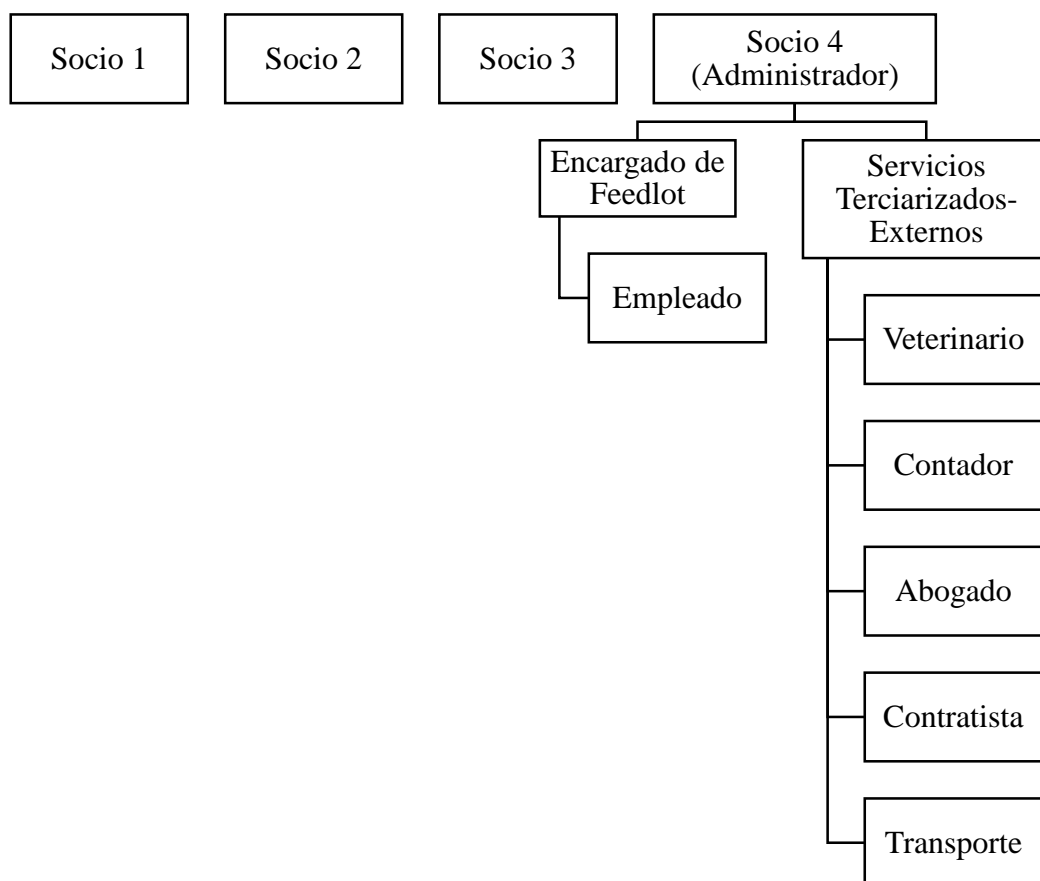 Socio 1
Socio 2
Socio 3
Socio 4
(Administrador)
Encargado de
Feedlot
Empleado
Servicios
Terciarizados-
Externos
Veterinario
Contador
Abogado
Contratista
Transporte